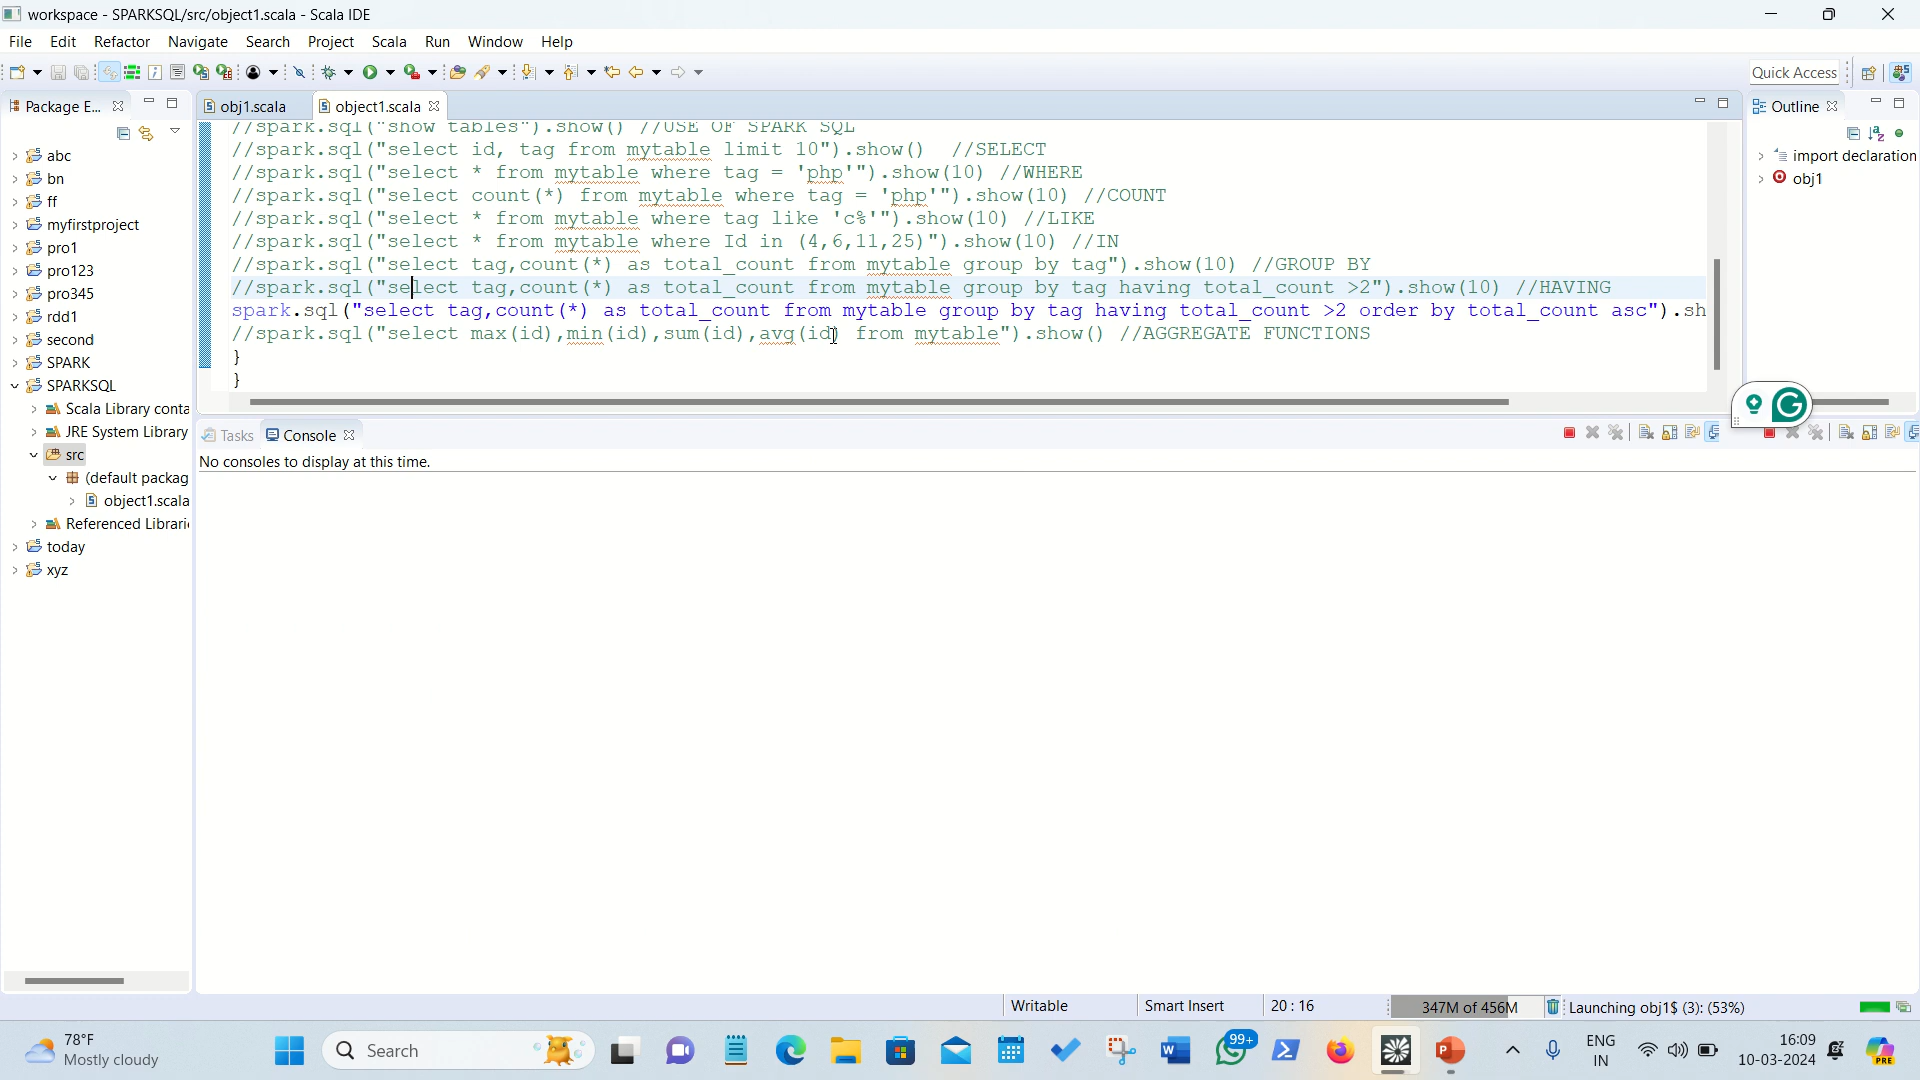 workspace - SPARKSQL/src/object1.scala - Scala IDE
File Edit Refactor Navigate Search Project Scala Run Window Help
Quick Access
Package E...
obj1.scala
object1.scala
Outline
//spark.sql("show tables").show() //USE OF SPARK SQL
//spark.sql("select id, tag from mytable limit 10").show() //SELECT
//spark.sql("select * from mytable where tag = 'php'").show(10) //WHERE
//spark.sql("select count(*) from mytable where tag = 'php'").show(10) //COUNT
//spark.sql("select * from mytable where tag like 'c%'").show(10) //LIKE
//spark.sql("select * from mytable where Id in (4,6,11,25)").show(10) //IN
//spark.sql("select tag,count(*) as total_count from mytable group by tag").show(10) //GROUP BY
//spark.sql("select tag,count(*) as total_count from mytable group by tag having total_count >2").show(10) //HAVING
spark.sql("select tag,count(*) as total_count from mytable group by tag having total_count >2 order by total_count asc").sh
//spark.sql("select max(id),min(id),sum(id),avg(id) from mytable").show() //AGGREGATE FUNCTIONS
}
}
abc
bn
ff
myfirstproject
pro1
pro123
pro345
rdd1
second
SPARK
SPARKSQL
Scala Library conta
JRE System Library
src
(default packag
object1.scala
Referenced Librari
today
xyz
import declaration
obj1
Tasks
Console
No consoles to display at this time.
Writable
Smart Insert
20 : 16
347M of 456M
Launching obj1$ (3): (53%)
78°F
Mostly cloudy
Search
99+
ENG
IN
16:09
10-03-2024
PRE